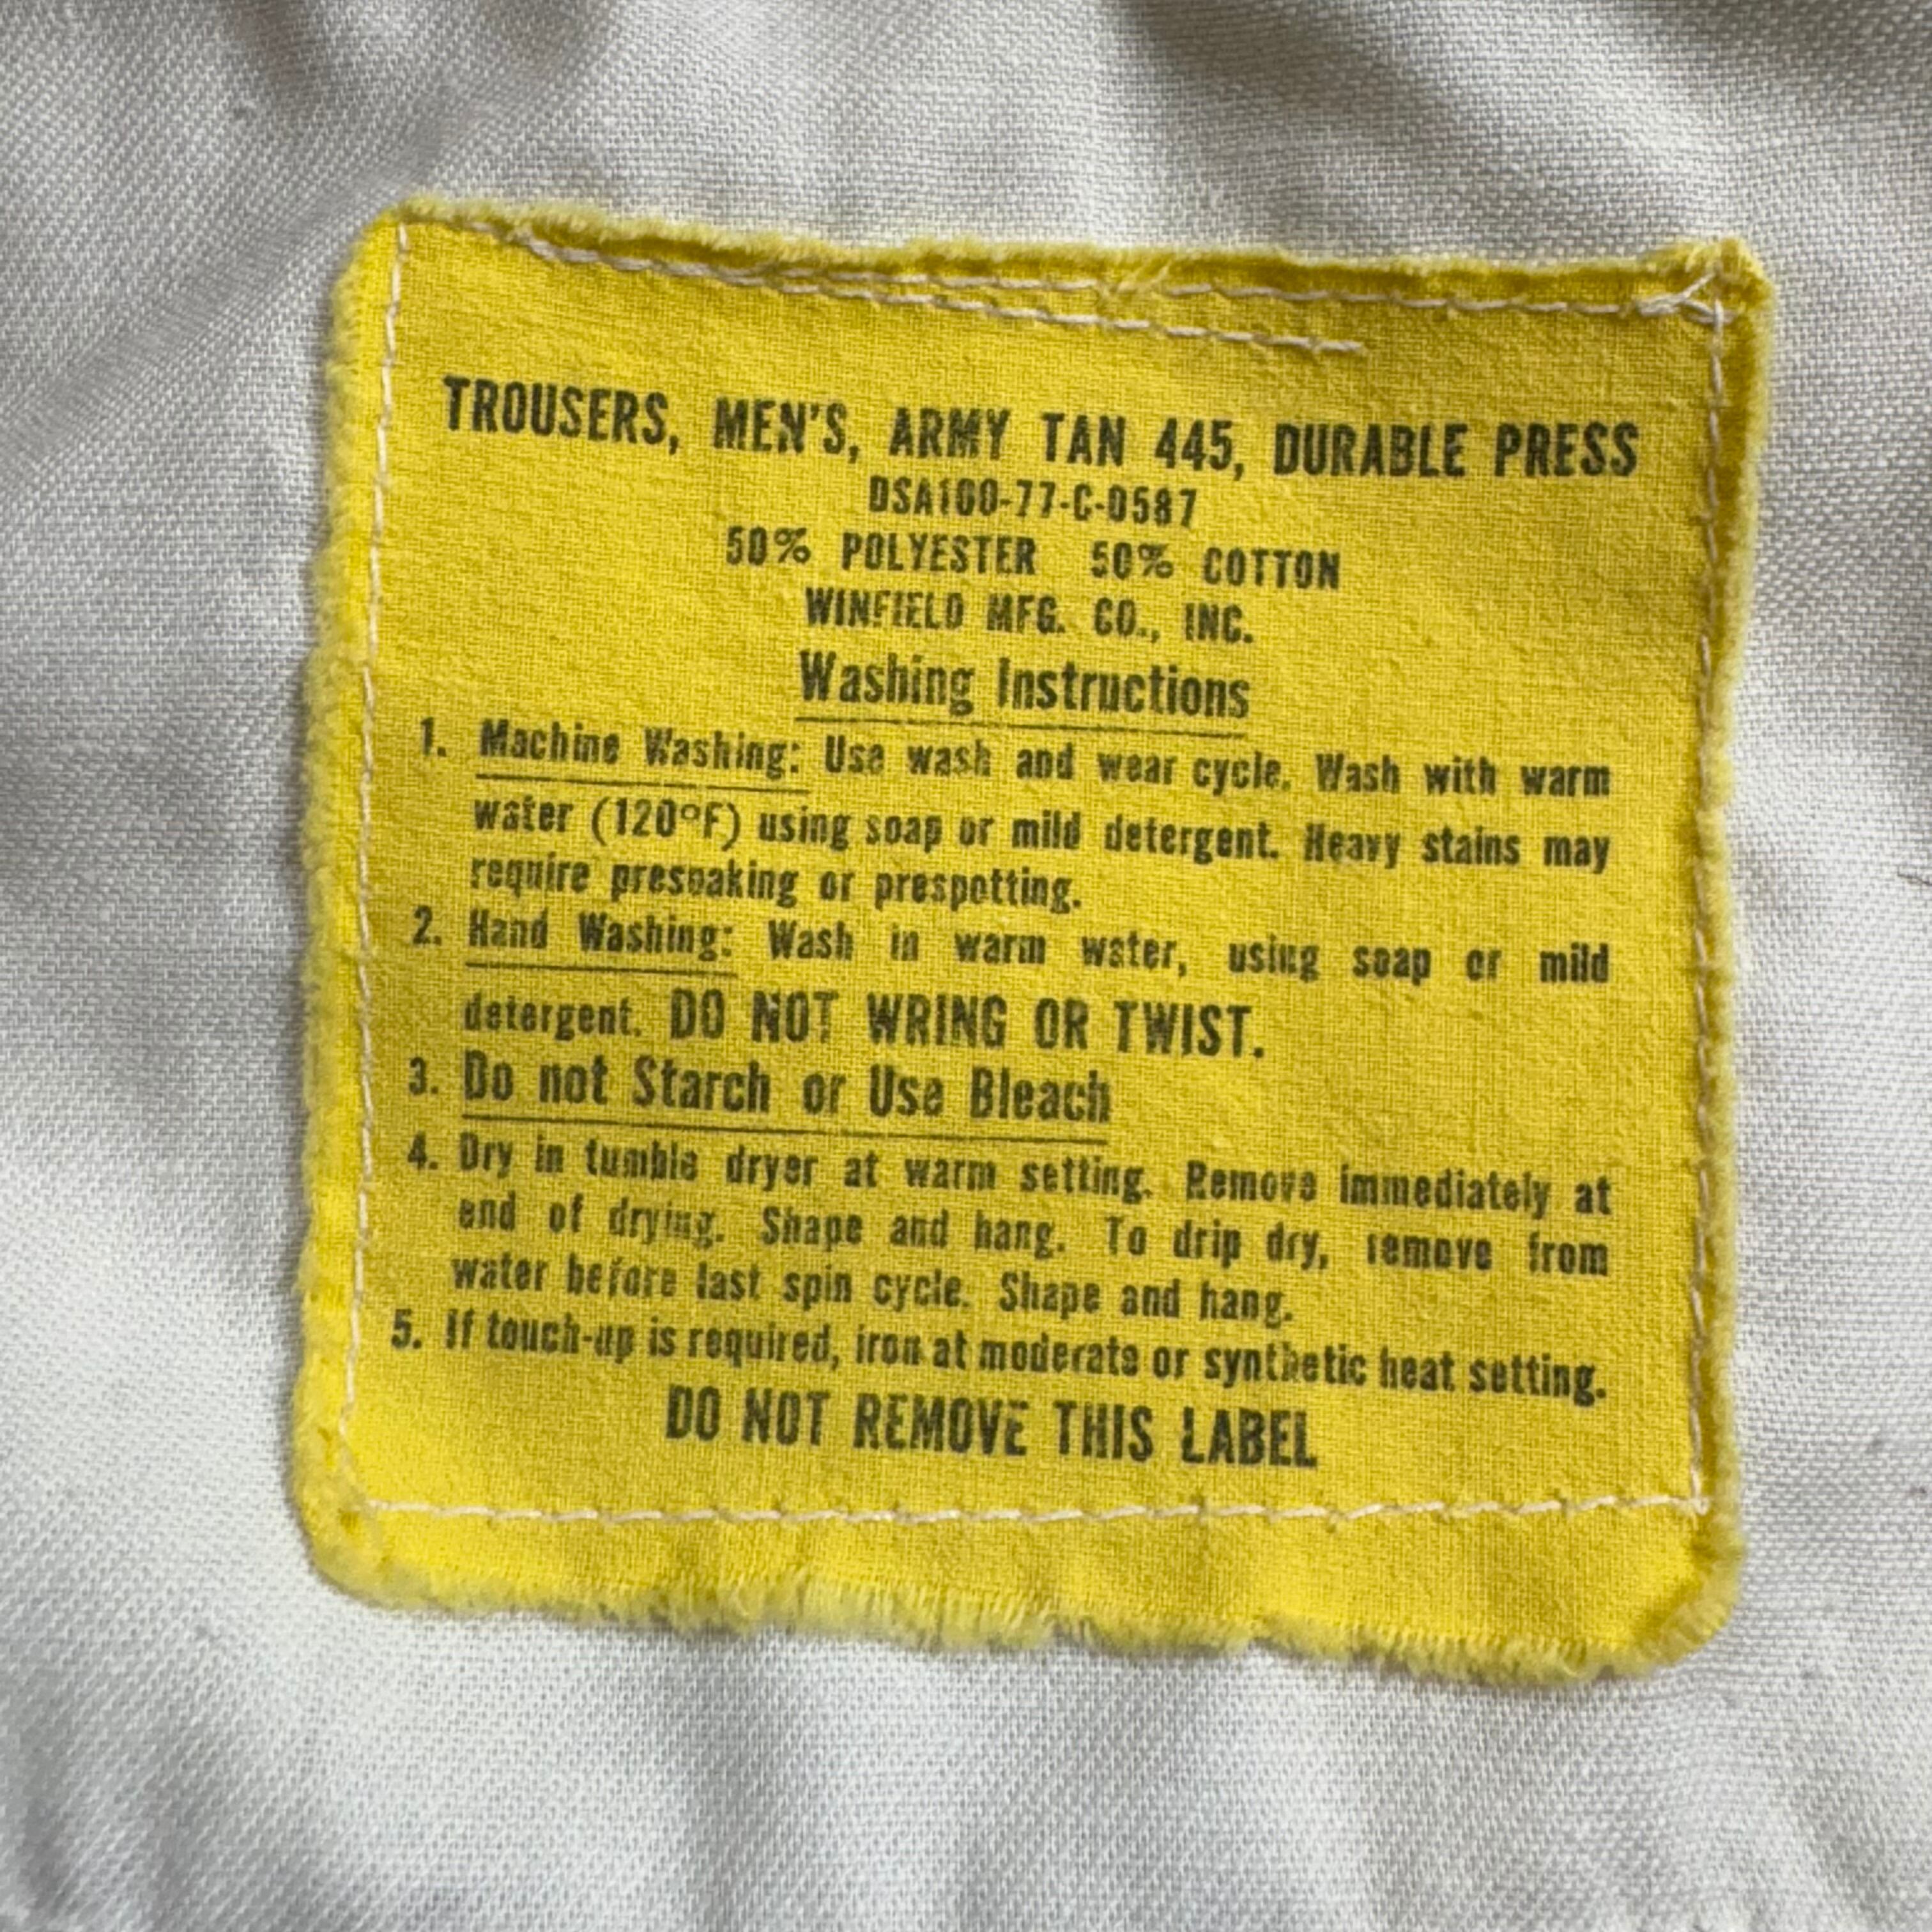 TROUSERS, MEN'S, ARMY TAN 445, DURABLE PRESS
DSA100-77-C-0587
50% POLYESTER 50% COTTON
WINFIELD MFG. CO., INC.
Washing Instructions
1. Machine Washing: Use wash and wear cycle. Wash with warm
water (120°F) using soap or mild detergent. Heavy stains may
require presoaking or prespotting.
2. Hand Washing: Wash in warm water, using soap or mild
detergent. DO NOT WRING OR TWIST.
3. Do not Starch or Use Bleach
4. Dry in tumble dryer at warm setting. Remove immediately at
end of drying. Shape and hang. To drip dry, remove from
water before last spin cycle. Shape and hang.
5. If touch-up is required, iron at moderate or synthetic heat setting.
DO NOT REMOVE THIS LABEL